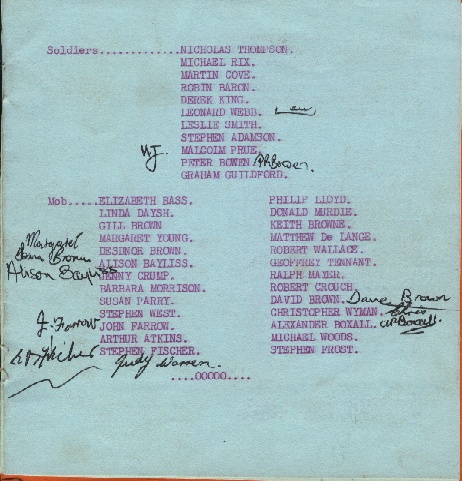 Soldiers.............NICHOLAS THOMPSON.
MICHAEL RIX.
MARTIN COVE.
ROBIN BARON.
DEREK KING.
LEONARD WEBB.
LESLIE SMITH.
STEPHEN ADAMSON.
MALCOLM PRUE.
PETER BOWEN P.R. Bowen.
GRAHAM GUILDFORD.
Mob.....ELIZABETH BASS. PHILIP LLOYD.
LINDA DAYSH. DONALD MURDIE.
GILL BROWN KEITH BROWNE.
Margaret MARGARET YOUNG. MATTHEW De LANGE.
Brown DESDNOE BROWN. ROBERT WALLACE.
Alison Bayliss ALISON BAYLISS. GEOFFREY TENNANT.
JENNY CRUMP. RALPH MAYER.
BARBARA MORRISON. ROBERT CROUCH.
SUSAN PARRY. DAVID BROWN. Dave Brown
STEPHEN WEST. CHRISTOPHER WYMAN. Chris
J. Farrow JOHN FARROW. ALEXANDER BOXALL. Boxall.
ARTHUR ATKINS. MICHAEL WOODS.
STEPHEN FISCHER. STEPHEN FROST.
Judy Warren
....OOOOO....